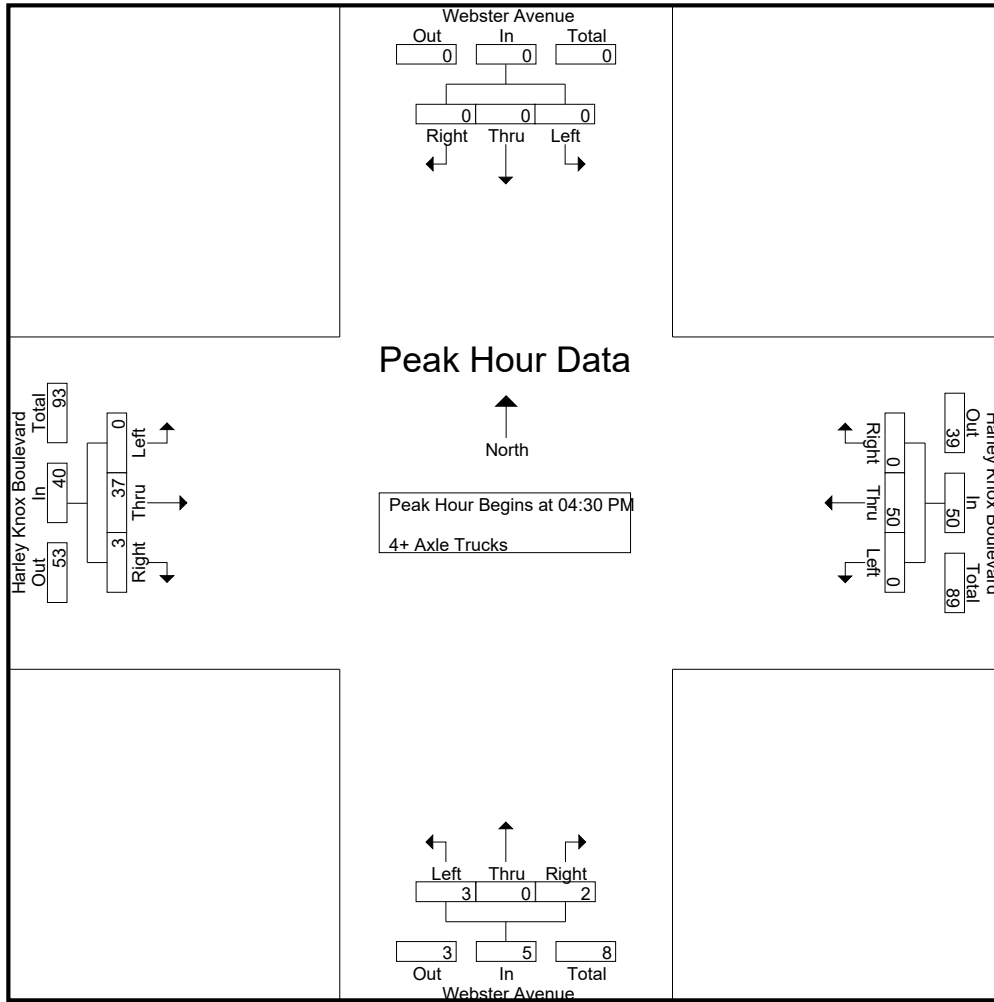 Webster Avenue
Out In Total
0 0 0
0 0 0
Right Thru Left
Peak Hour Data
North
Peak Hour Begins at 04:30 PM
4+ Axle Trucks
Harley Knox Boulevard
Out In Total
53 40 93
0 37 3
Left Thru Right
Harley Knox Boulevard
Out In Total
39 50 89
0 50 0
Right Thru Left
Left Thru Right
3 0 2
3 5 8
Out In Total
Webster Avenue